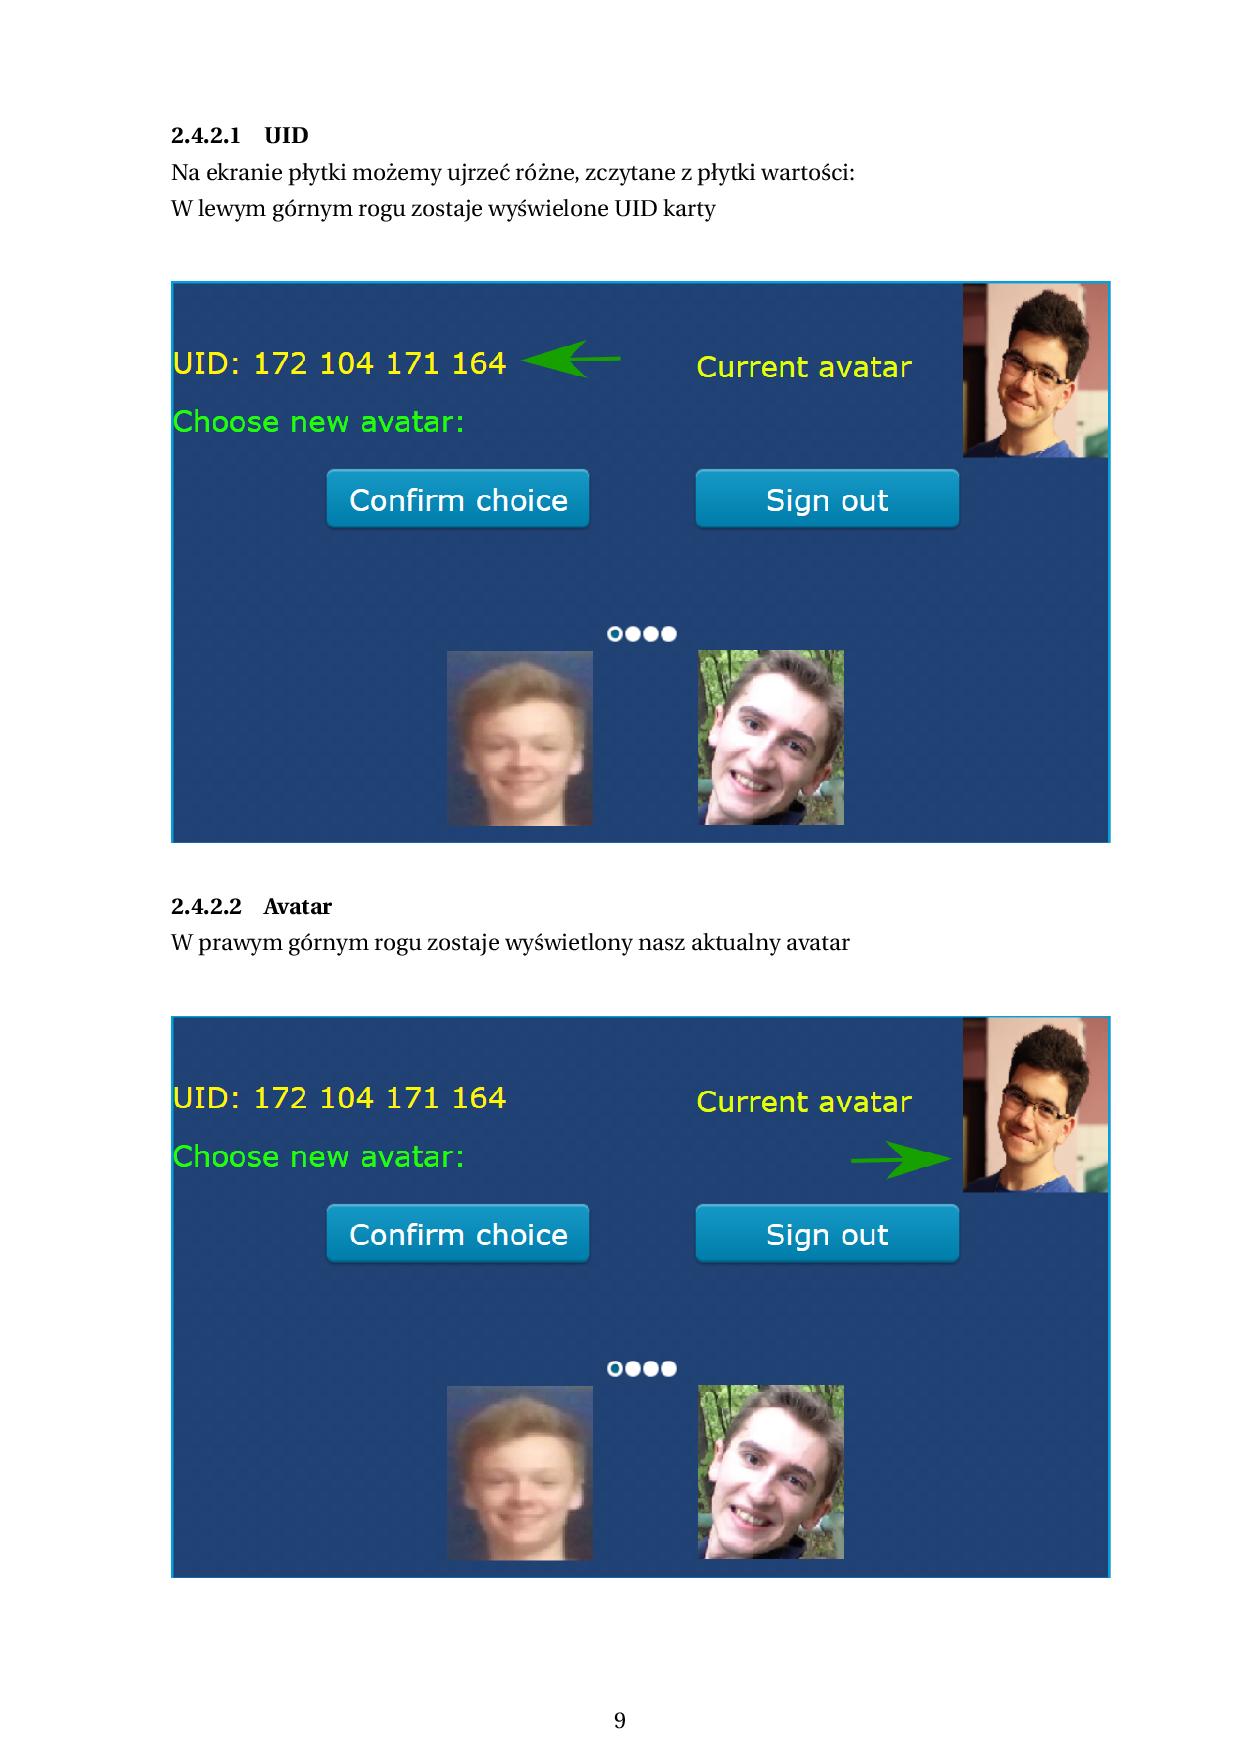 2.4.2.1 UID
Na ekranie płytki możemy ujrzeć różne, zczytane z płytki wartości:
W lewym górnym rogu zostaje wyświelone UID karty
UID: 172 104 171 164
Current avatar
Choose new avatar:
Confirm choice
Sign out
2.4.2.2 Avatar
W prawym górnym rogu zostaje wyświetlony nasz aktualny avatar
UID: 172 104 171 164
Current avatar
Choose new avatar:
Confirm choice
Sign out
9